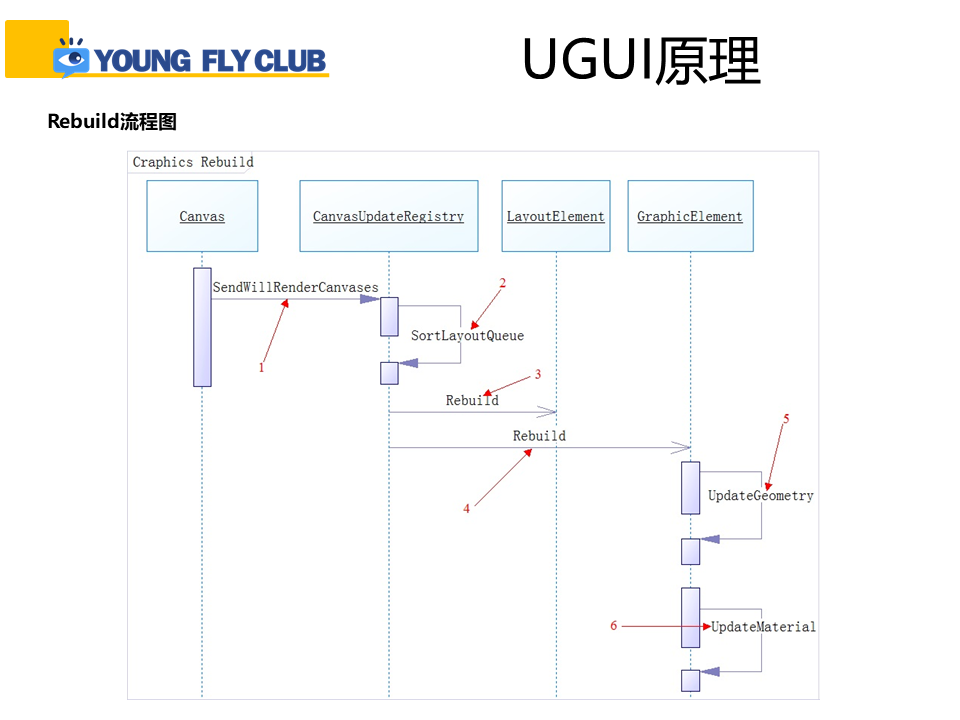 YOUNG FLY CLUB
UGUI原理
Rebuild流程图
Craphics Rebuild
Canvas
CanvasUpdateRegistry
LayoutElement
GraphicElement
SendWillRenderCanvases
2
SortLayoutQueue
1
3
Rebuild
5
Rebuild
4
UpdateGeometry
6
UpdateMaterial